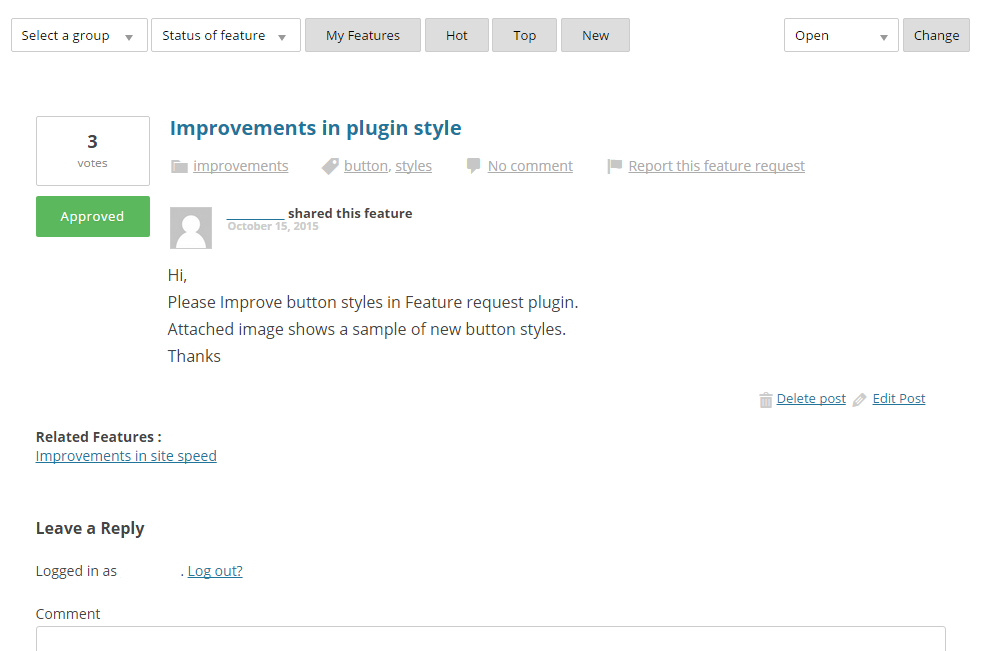 Select a group Status of feature My Features Hot Top New Open Change
3
votes
Approved
Improvements in plugin style
improvements button, styles No comment Report this feature request
shared this feature
October 15, 2015
Hi,
Please Improve button styles in Feature request plugin.
Attached image shows a sample of new button styles.
Thanks
Delete post Edit Post
Related Features :
Improvements in site speed
Leave a Reply
Logged in as . Log out?
Comment